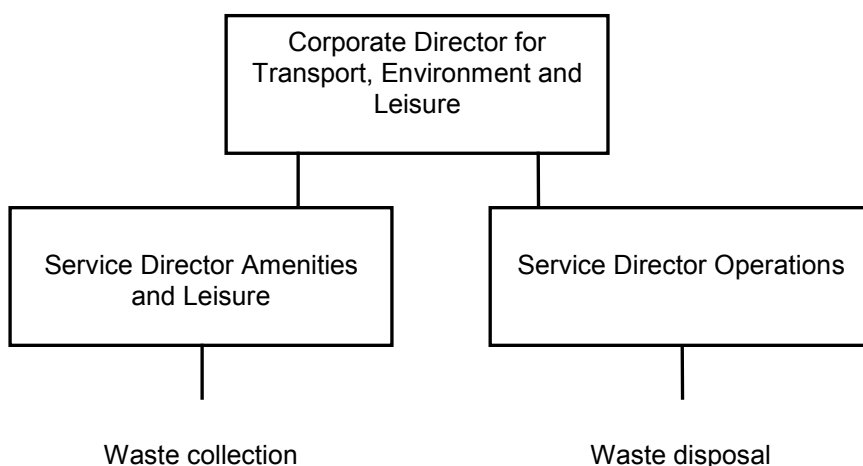 Corporate Director for
Transport, Environment and
Leisure
Service Director Amenities
and Leisure
Service Director Operations
Waste collection
Waste disposal